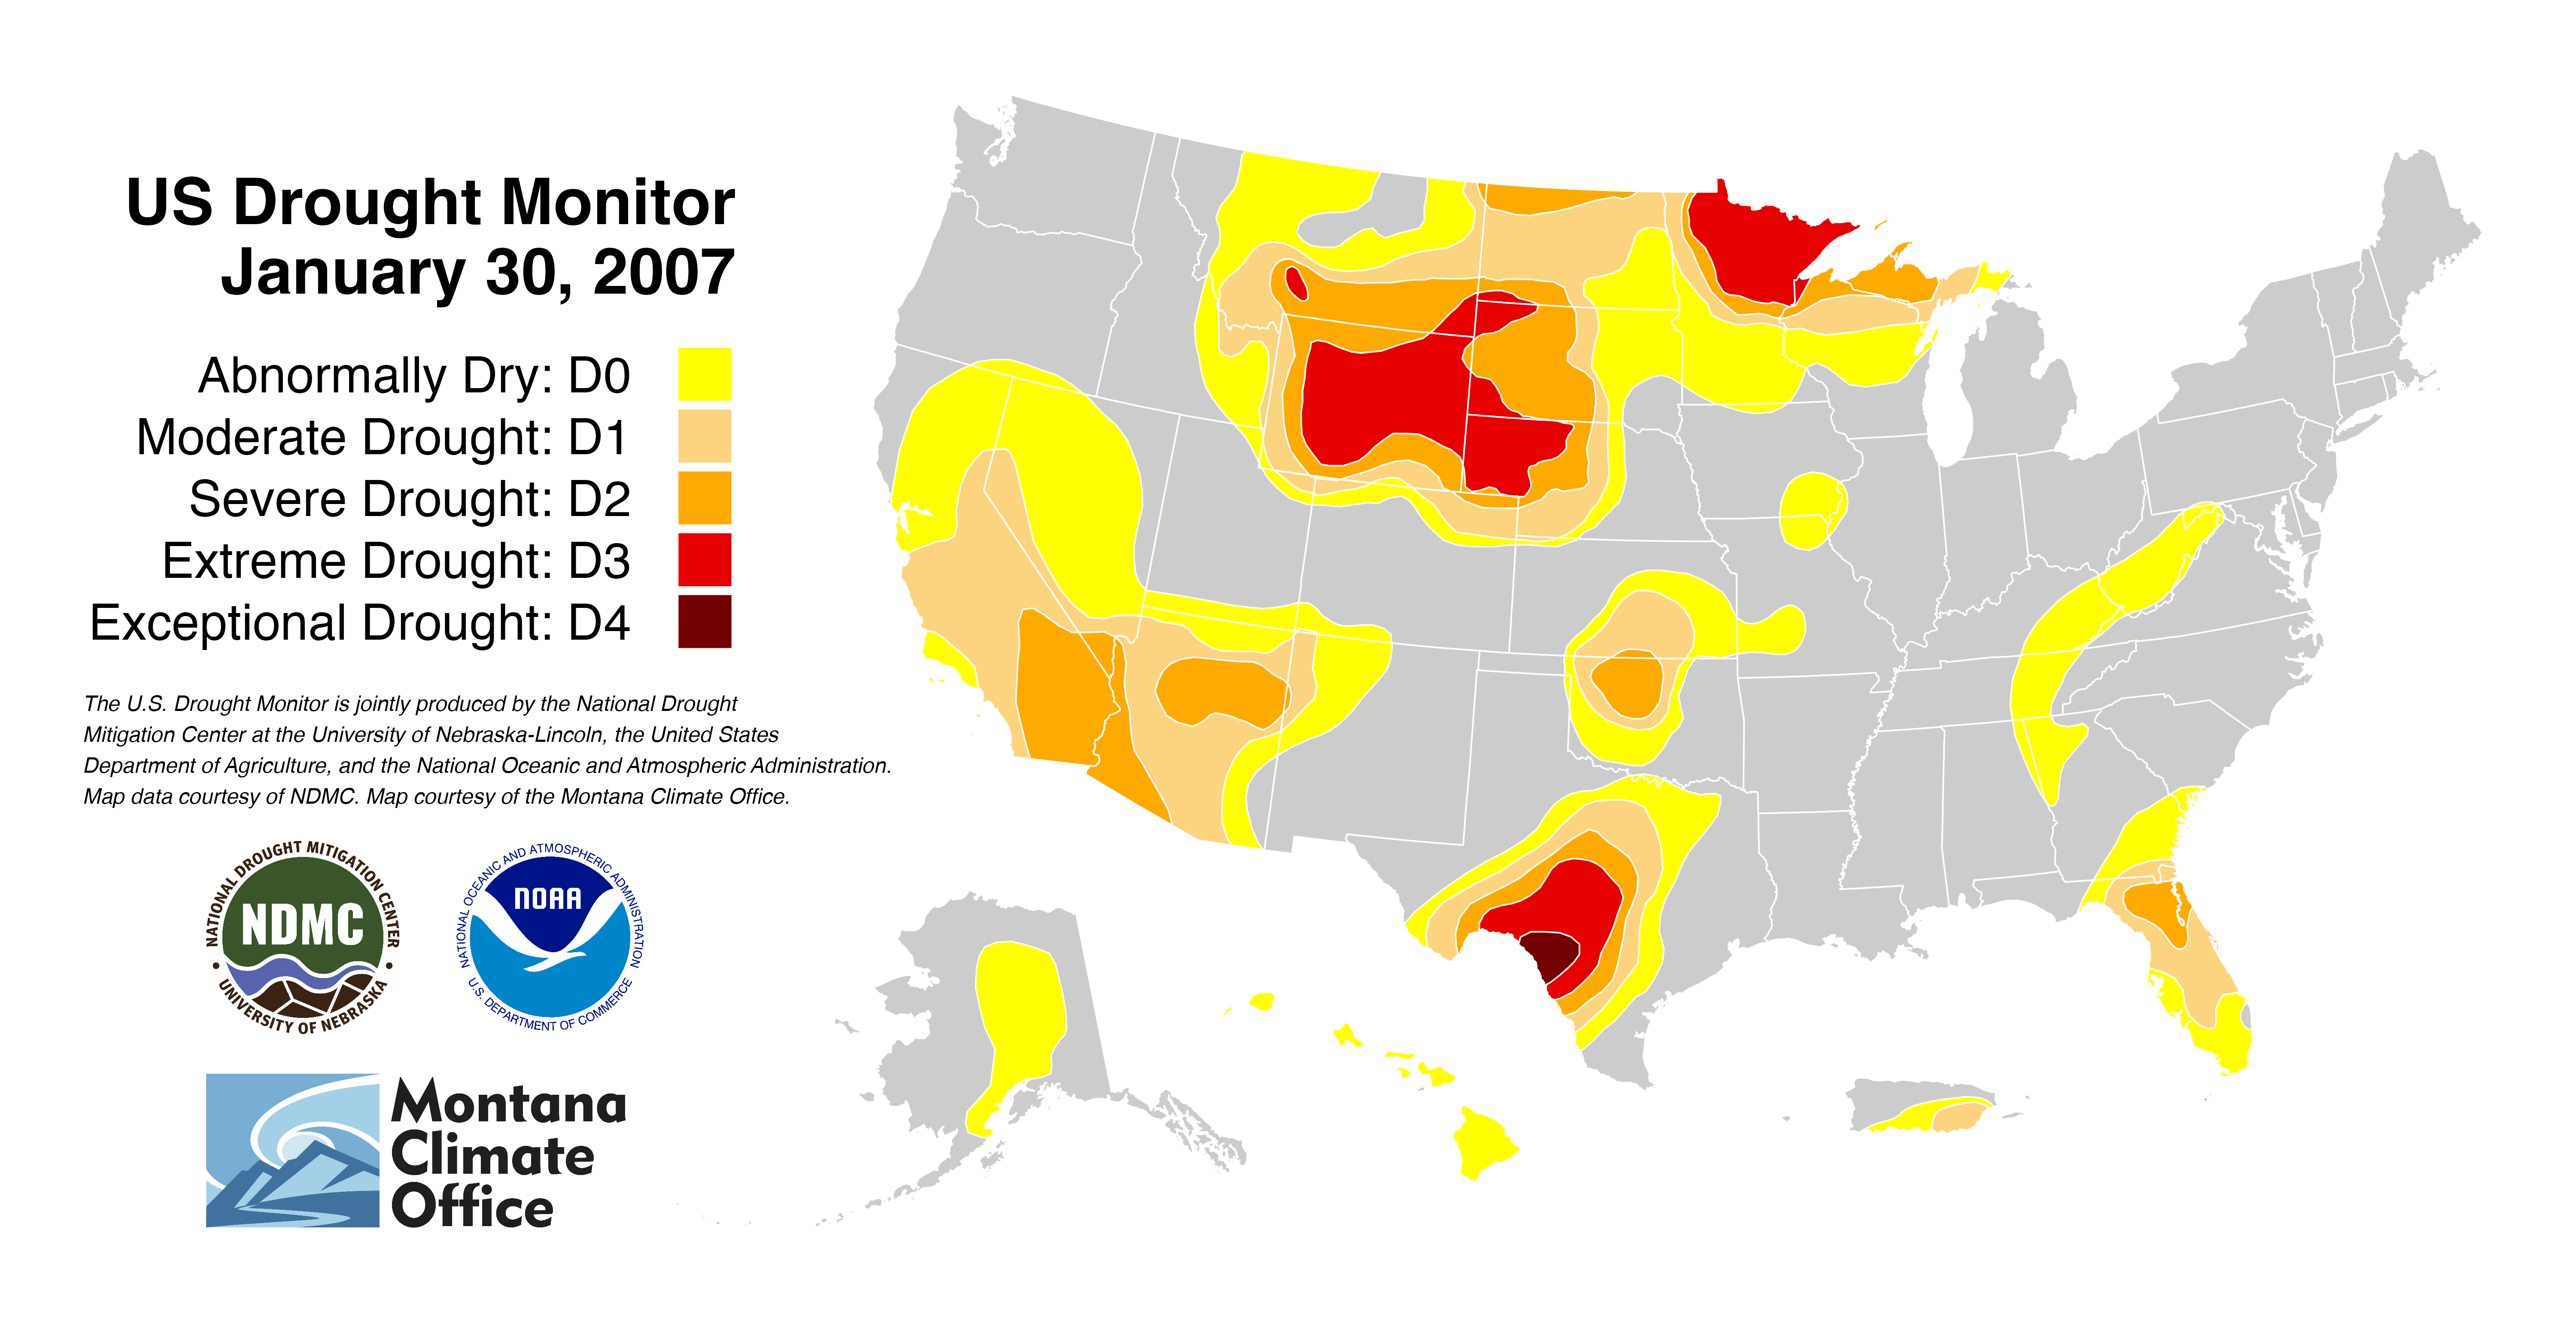 US Drought Monitor
January 30, 2007
Abnormally Dry: D0
Moderate Drought: D1
Severe Drought: D2
Extreme Drought: D3
Exceptional Drought: D4
The U.S. Drought Monitor is jointly produced by the National Drought
Mitigation Center at the University of Nebraska-Lincoln, the United States
Department of Agriculture, and the National Oceanic and Atmospheric Administration.
Map data courtesy of NDMC. Map courtesy of the Montana Climate Office.
NATIONAL DROUGHT MITIGATION CENTER
NDMC
• UNIVERSITY OF NEBRASKA •
NATIONAL OCEANIC AND ATMOSPHERIC ADMINISTRATION
NOAA
U.S. DEPARTMENT OF COMMERCE
Montana
Climate
Office